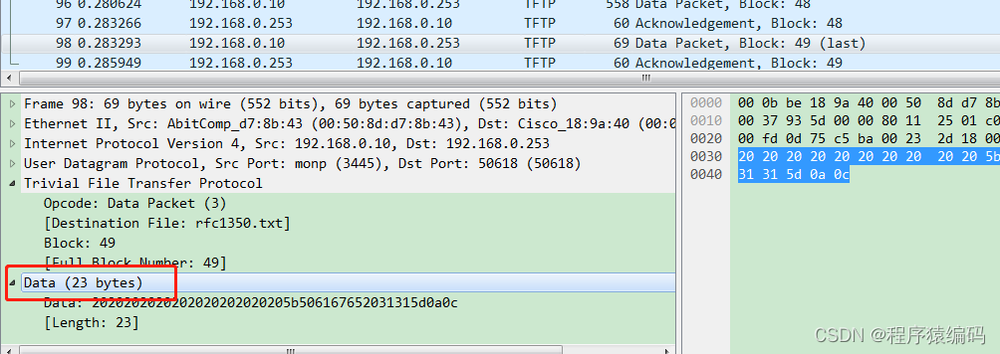 96 0.280624 192.168.0.10 192.168.0.253 TFTP 558 Data Packet, Block: 48
97 0.283266 192.168.0.253 192.168.0.10 TFTP 60 Acknowledgement, Block: 48
98 0.283293 192.168.0.10 192.168.0.253 TFTP 69 Data Packet, Block: 49 (last)
99 0.285949 192.168.0.253 192.168.0.10 TFTP 60 Acknowledgement, Block: 49
Frame 98: 69 bytes on wire (552 bits), 69 bytes captured (552 bits)
Ethernet II, Src: AbitComp_d7:8b:43 (00:50:8d:d7:8b:43), Dst: Cisco_18:9a:40 (00:0
Internet Protocol Version 4, Src: 192.168.0.10, Dst: 192.168.0.253
User Datagram Protocol, Src Port: monp (3445), Dst Port: 50618 (50618)
Trivial File Transfer Protocol
Opcode: Data Packet (3)
[Destination File: rfc1350.txt]
Block: 49
[Full Block Number: 49]
Data (23 bytes)
Data: 2020202020202020202020205b506167652031315d0a0c
[Length: 23]
0000 00 0b be 18 9a 40 00 50 8d d7 8b
0010 00 37 93 5d 00 00 80 11 25 01 c0
0020 00 fd 0d 75 c5 ba 00 23 2d 18 00
0030 20 20 20 20 20 20 20 20 20 20 5b
0040 31 31 5d 0a 0c
CSDN @程序猿编码